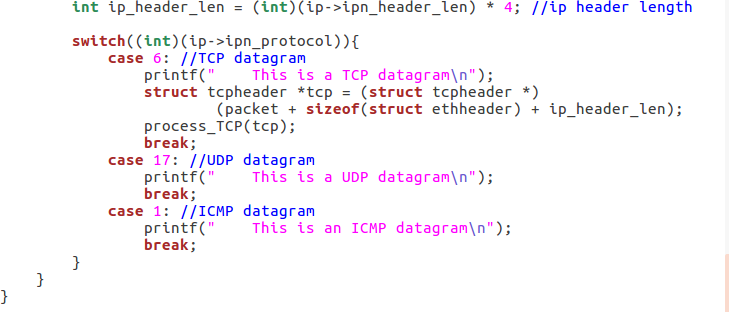 int ip_header_len = (int)(ip->ipn_header_len) * 4; //ip header length

        switch((int)(ip->ipn_protocol)){
            case 6: //TCP datagram
                printf("    This is a TCP datagram\n");
                struct tcpheader *tcp = (struct tcpheader *)
                        (packet + sizeof(struct ethheader) + ip_header_len);
                process_TCP(tcp);
                break;
            case 17: //UDP datagram
                printf("    This is a UDP datagram\n");
                break;
            case 1: //ICMP datagram
                printf("    This is an ICMP datagram\n");
                break;
        }
    }
}